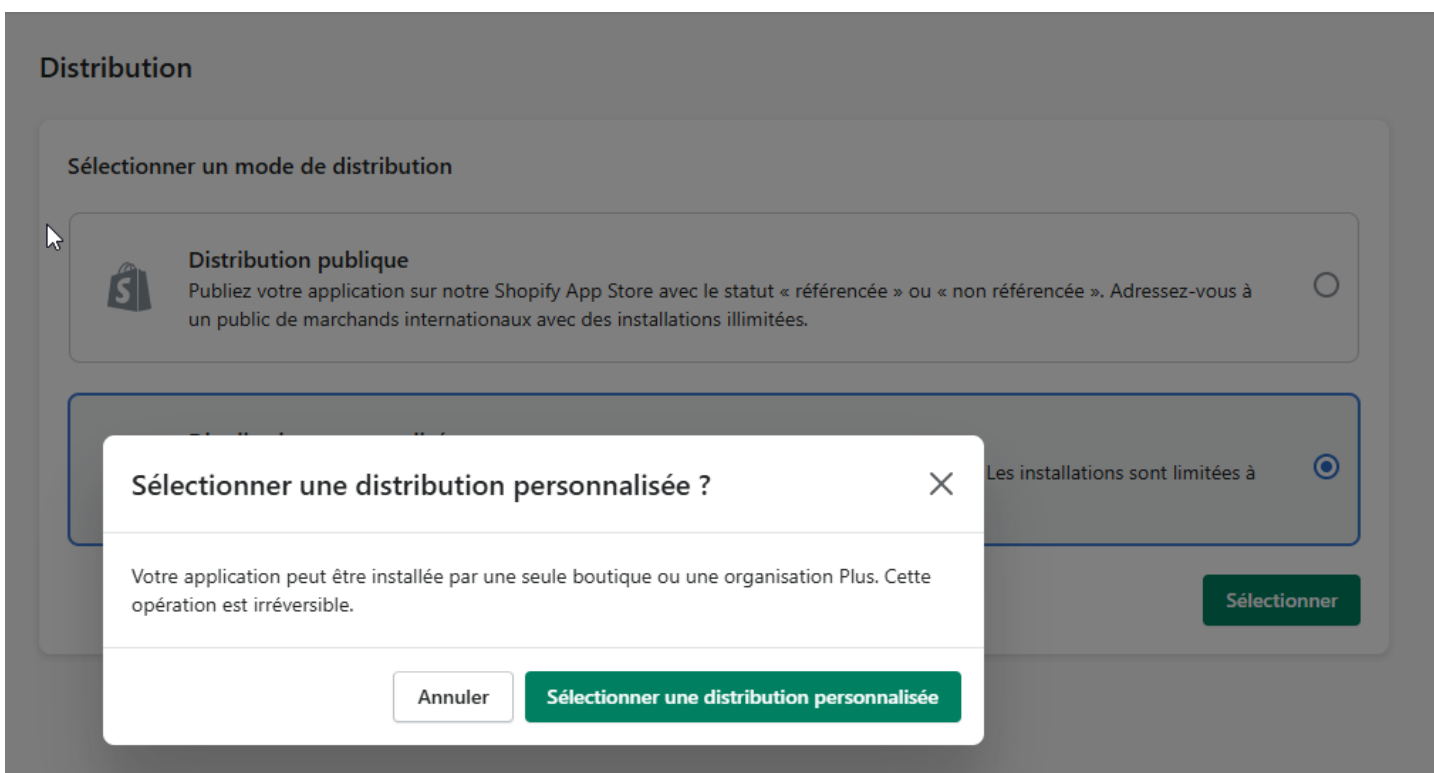 Distribution
Sélectionner un mode de distribution
Distribution publique
Publiez votre application sur notre Shopify App Store avec le statut « référencée » ou « non référencée ». Adressez-vous à
un public de marchands internationaux avec des installations illimitées.
Les installations sont limitées à
Sélectionner une distribution personnalisée ?
Votre application peut être installée par une seule boutique ou une organisation Plus. Cette
opération est irréversible.
Sélectionner
Annuler
Sélectionner une distribution personnalisée